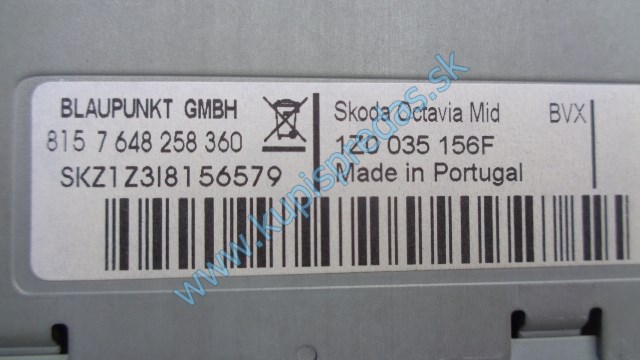 BLAUPUNKT GMBH
815 7 648 258 360
SKZ1Z3I8156579
Skoda Octavia Mid BVX
1Z0 035 156F
Made in Portugal
www.kupispredas.sk